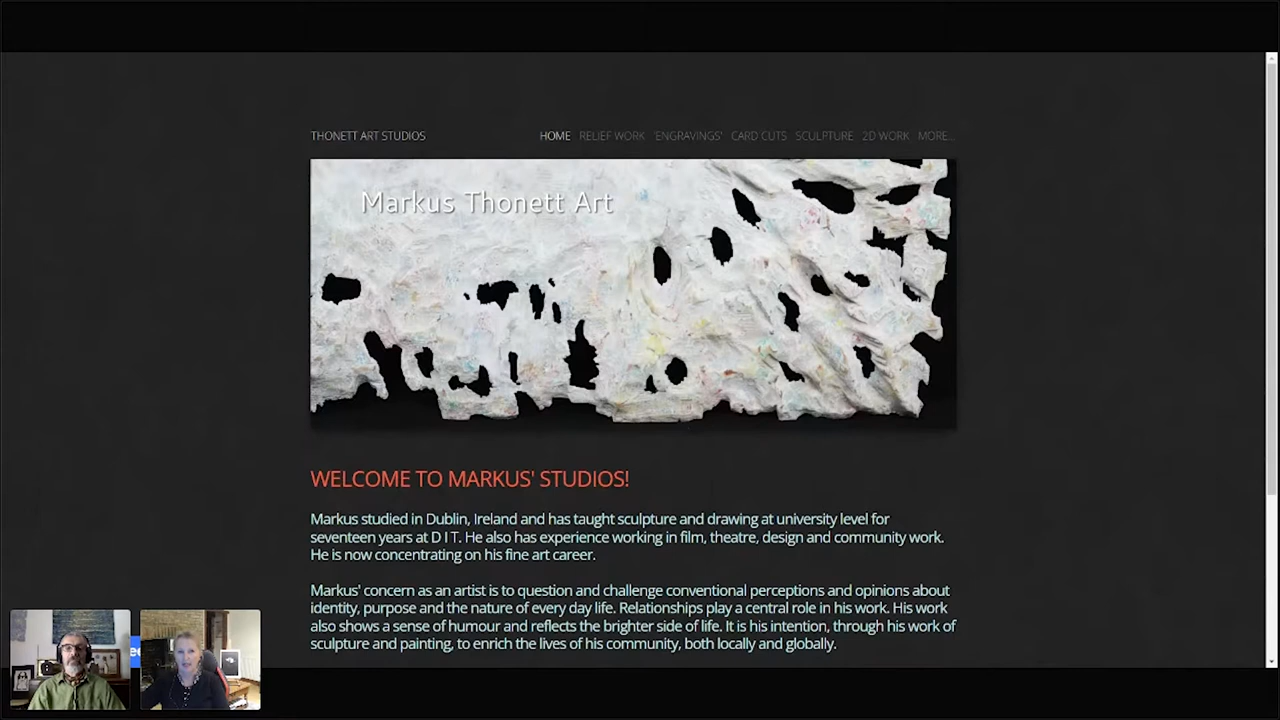 THONETT ART STUDIOS
HOME RELIEF WORK 'ENGRAVINGS' CARD CUTS SCULPTURE 2D WORK MORE...
Markus Thonett Art
WELCOME TO MARKUS' STUDIOS!
Markus studied in Dublin, Ireland and has taught sculpture and drawing at university level for
seventeen years at D I T. He also has experience working in film, theatre, design and community work.
He is now concentrating on his fine art career.
Markus' concern as an artist is to question and challenge conventional perceptions and opinions about
identity, purpose and the nature of every day life. Relationships play a central role in his work. His work
also shows a sense of humour and reflects the brighter side of life. It is his intention, through his work of
sculpture and painting, to enrich the lives of his community, both locally and globally.